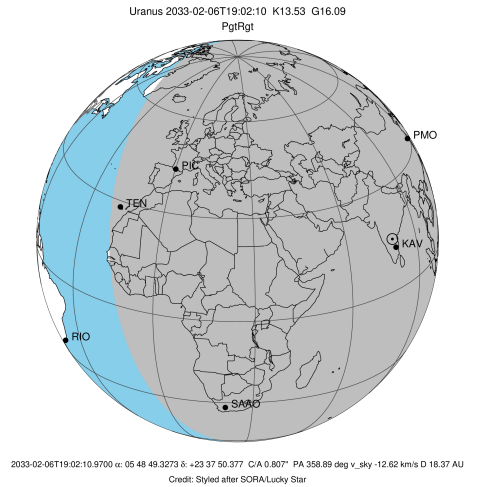 Uranus 2033-02-06T19:02:10 K13.53 G16.09
PgtRgt
PMO
PIC
TEN
KAV
RIO
SAAO
2033-02-06T19:02:10.9700 α: 05 48 49.3273 δ: +23 37 50.377 C/A 0.807" PA 358.89 deg v_sky -12.62 km/s D 18.37 AU
Credit: Styled after SORA/Lucky Star